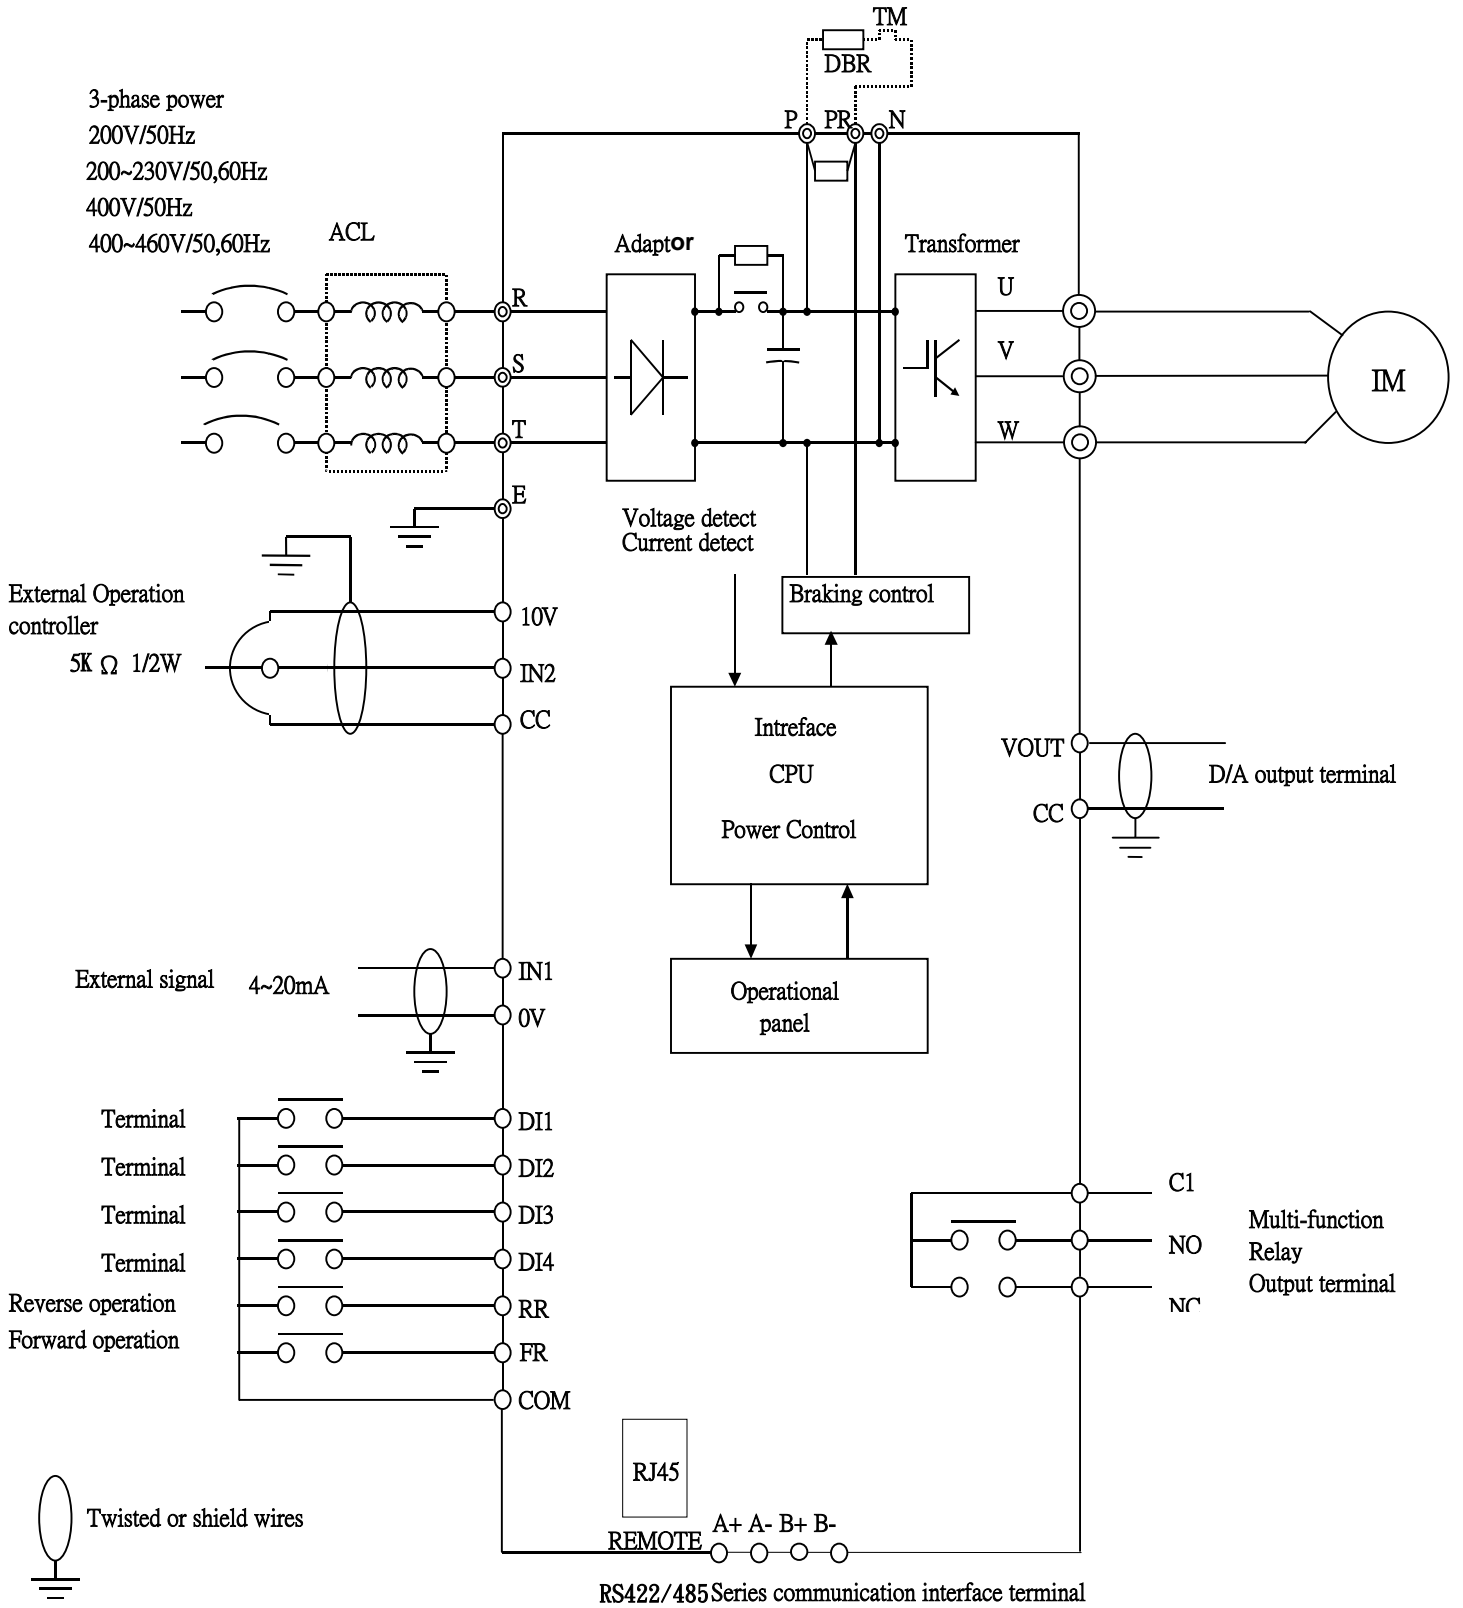 TM
DBR
P PR N
3-phase power
200V/50Hz
200~230V/50,60Hz
400V/50Hz
400~460V/50,60Hz
ACL
Adaptor
Transformer
R
S
T
E
U
V
W
IM
Voltage detect
Current detect
Braking control
External Operation
controller
5K Ω 1/2W
10V
IN2
CC
Intreface
CPU
Power Control
VOUT
CC
D/A output terminal
External signal 4~20mA
IN1
0V
Operational
panel
Terminal DI1
Terminal DI2
Terminal DI3
Terminal DI4
Reverse operation RR
Forward operation FR
COM
C1
NO
NC
Multi-function
Relay
Output terminal
RJ45
REMOTE
A+ A- B+ B-
Twisted or shield wires
RS422/485 Series communication interface terminal